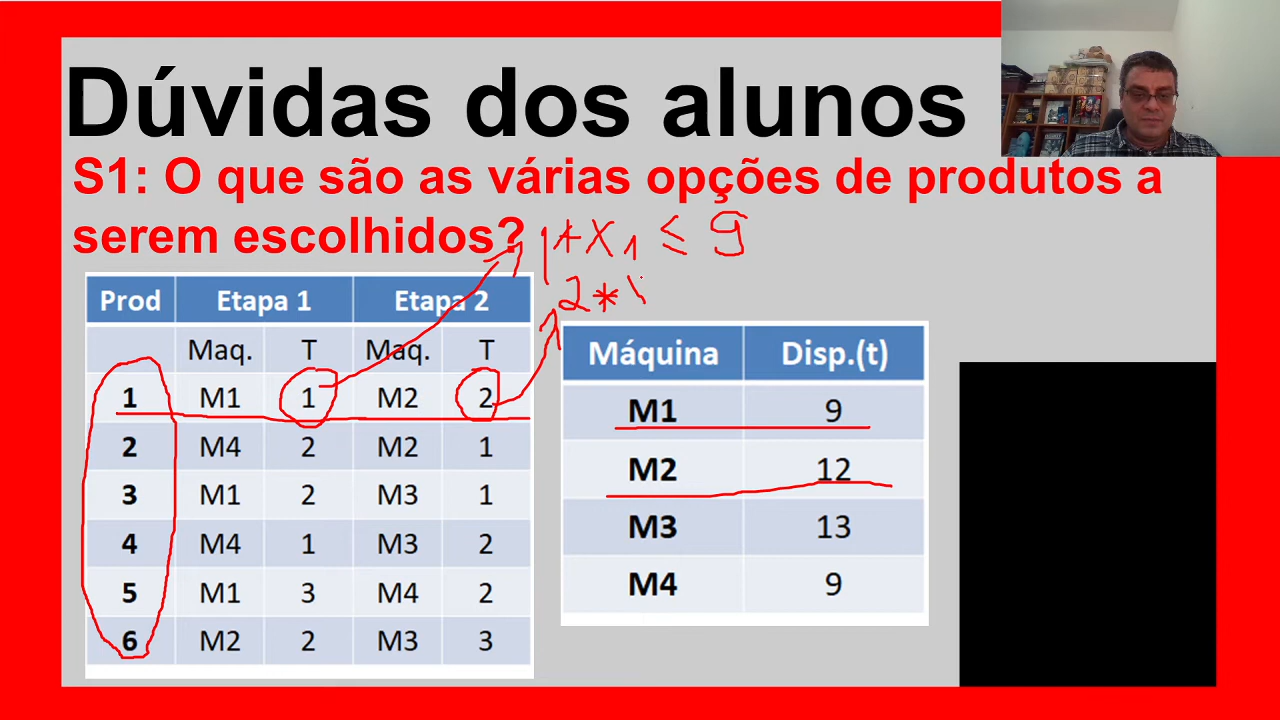 Dúvidas dos alunos
S1: O que são as várias opções de produtos a
serem escolhidos?
1*X1 ≤ 9
2*
Prod Etapa 1 Etapa 2
Maq. T Maq. T
1 M1 1 M2 2
2 M4 2 M2 1
3 M1 2 M3 1
4 M4 1 M3 2
5 M1 3 M4 2
6 M2 2 M3 3
Máquina Disp.(t)
M1 9
M2 12
M3 13
M4 9